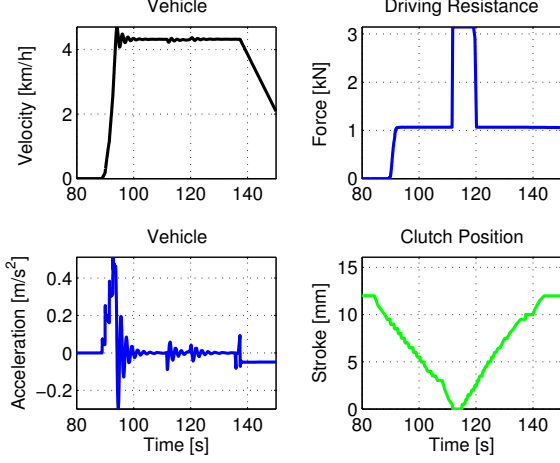 Vehicle
Driving Resistance
Velocity [km/h]
4
2
0
80 100 120 140
Force [kN]
3
2
1
0
80 100 120 140
Vehicle
Clutch Position
Acceleration [m/s²]
0.4
0.2
0
−0.2
80 100 120 140
Time [s]
Stroke [mm]
15
10
5
0
80 100 120 140
Time [s]